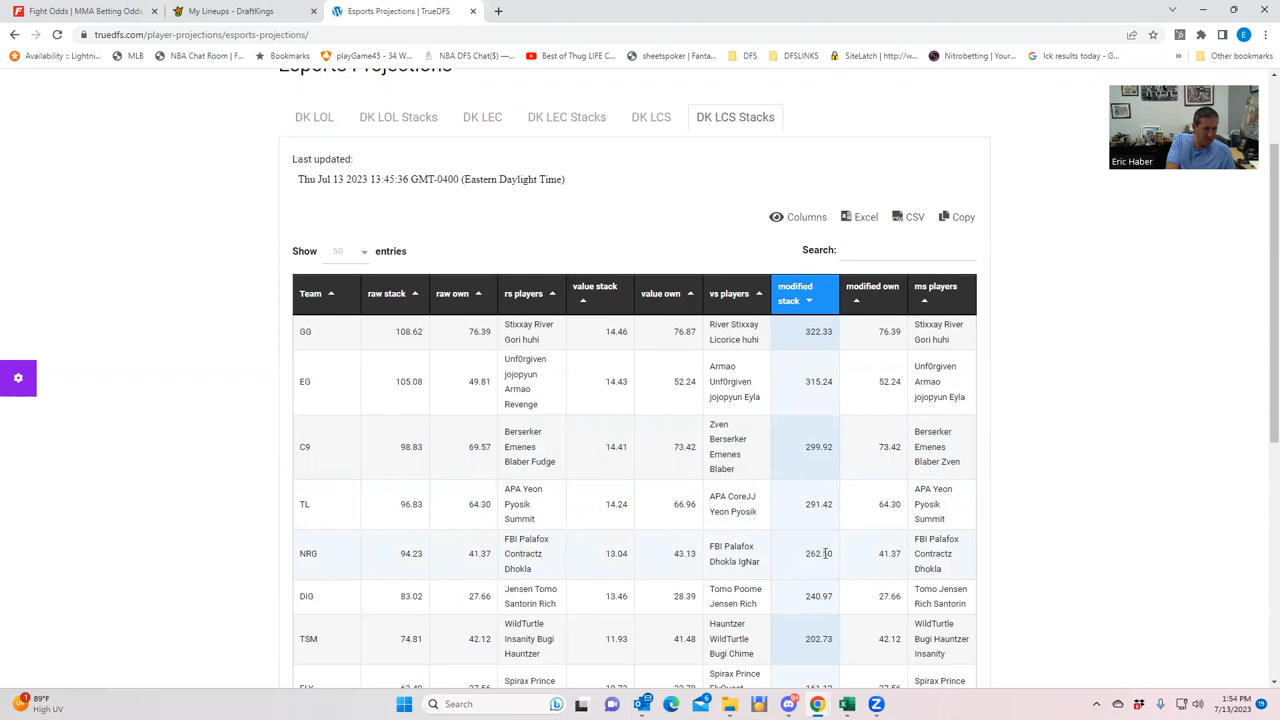 Fight Odds | MMA Betting Odds
My Lineups - DraftKings
Esports Projections | TrueDFS
truedfs.com/player-projections/esports-projections/
Availability :: Lightni...
MLB
NBA Chat Room | F...
Bookmarks
playGame45 - 34 W...
NBA DFS Chat($) —...
Best of Thug LIFE C...
sheetspoker | Fanta...
DFS
DFSLINKS
SiteLatch | http://w...
Nitrobetting | Your...
lck results today - G...
Other bookmarks
Esports Projections
DK LOL
DK LOL Stacks
DK LEC
DK LEC Stacks
DK LCS
DK LCS Stacks
Eric Haber
Last updated:
Thu Jul 13 2023 13:45:36 GMT-0400 (Eastern Daylight Time)
Columns
Excel
CSV
Copy
Show 50 entries
Search:
Team
raw stack
raw own
rs players
value stack
value own
vs players
modified stack
modified own
ms players
GG
108.62
76.39
Stixxay River
Gori huhi
14.46
76.87
River Stixxay
Licorice huhi
322.33
76.39
Stixxay River
Gori huhi
EG
105.08
49.81
Unf0rgiven
jojopyun
Armao
Revenge
14.43
52.24
Armao
Unf0rgiven
jojopyun Eyla
315.24
52.24
Unf0rgiven
Armao
jojopyun Eyla
C9
98.83
69.57
Berserker
Emenes
Blaber Fudge
14.41
73.42
Zven
Berserker
Emenes
Blaber
299.92
73.42
Berserker
Emenes
Blaber Zven
TL
96.83
64.30
APA Yeon
Pyosik
Summit
14.24
66.96
APA CoreJJ
Yeon Pyosik
291.42
64.30
APA Yeon
Pyosik
Summit
NRG
94.23
41.37
FBI Palafox
Contractz
Dhokla
13.04
43.13
FBI Palafox
Dhokla IgNar
41.37
FBI Palafox
Contractz
Dhokla
DIG
83.02
27.66
Jensen Tomo
Santorin Rich
13.46
28.39
Tomo Poome
Jensen Rich
240.97
27.66
Tomo Jensen
Rich Santorin
TSM
74.81
42.12
WildTurtle
Insanity Bugi
Hauntzer
11.93
41.48
Hauntzer
WildTurtle
Bugi Chime
202.73
42.12
WildTurtle
Bugi Hauntzer
Insanity
Spirax Prince
Spirax Prince
Spirax Prince
89°F
High UV
Search
1:54 PM
7/13/2023